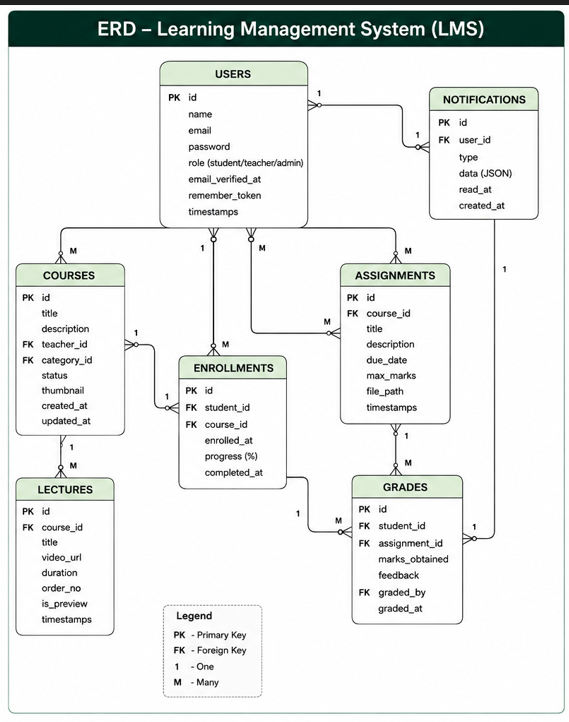 ERD – Learning Management System (LMS)
USERS
PK id
name
email
password
role (student/teacher/admin)
email_verified_at
remember_token
timestamps
1
1
NOTIFICATIONS
PK id
FK user_id
type
data (JSON)
read_at
created_at
M
1
M
M
COURSES
PK id
title
description
FK teacher_id
FK category_id
status
thumbnail
created_at
updated_at
1
1
M
M
ENROLLMENTS
PK id
FK student_id
FK course_id
enrolled_at
progress (%)
completed_at
ASSIGNMENTS
PK id
FK course_id
title
description
due_date
max_marks
file_path
timestamps
1
1
M
LECTURES
PK id
FK course_id
title
video_url
duration
order_no
is_preview
timestamps
1
M
1
M
GRADES
PK id
FK student_id
FK assignment_id
marks_obtained
feedback
FK graded_by
graded_at
1
Legend
PK - Primary Key
FK - Foreign Key
1 - One
M - Many